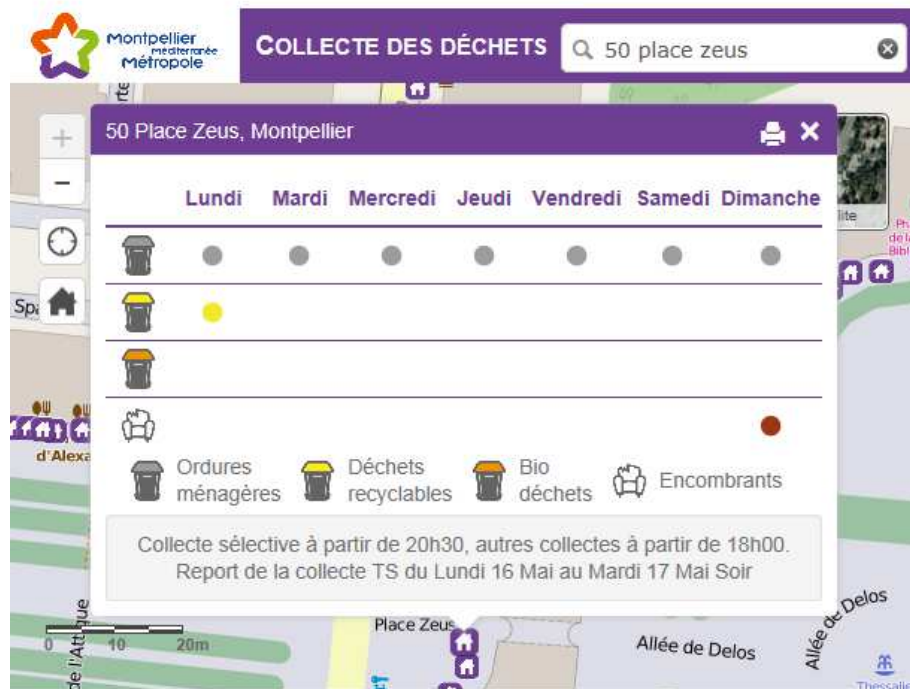 Montpellier
méditerranée
Métropole
COLLECTE DES DÉCHETS
50 place zeus
50 Place Zeus, Montpellier
Lundi Mardi Mercredi Jeudi Vendredi Samedi Dimanche
Ordures
ménagères
Déchets
recyclables
Bio
déchets
Encombrants
Collecte sélective à partir de 20h30, autres collectes à partir de 18h00.
Report de la collecte TS du Lundi 16 Mai au Mardi 17 Mai Soir
d'Alexa
Place Zeus
0 10 20m
de l'Attique
Allée de Delos
Allée de Delos
Thessalie